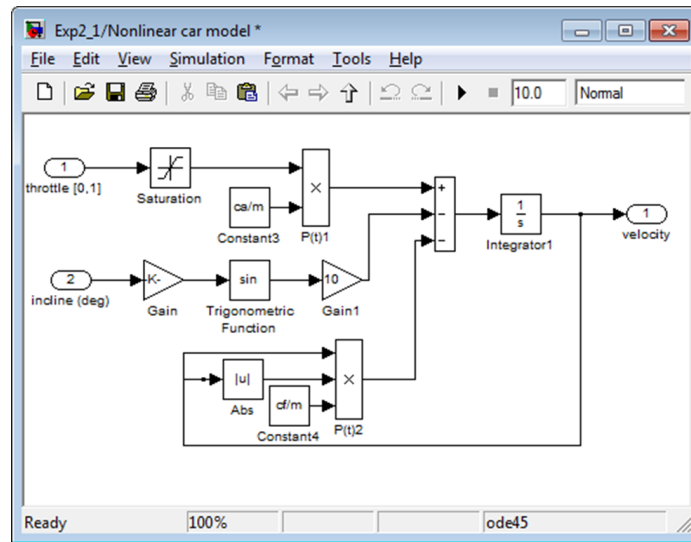 Exp2_1/Nonlinear car model *
File Edit View Simulation Format Tools Help
10.0 Normal
1
throttle [0,1]
Saturation
ca/m
Constant3
×
P(t)1
+
−
−
1
s
Integrator1
1
velocity
2
incline (deg)
-K-
Gain
sin
Trigonometric
Function
10
Gain1
|u|
Abs
cf/m
Constant4
×
P(t)2
Ready 100% ode45